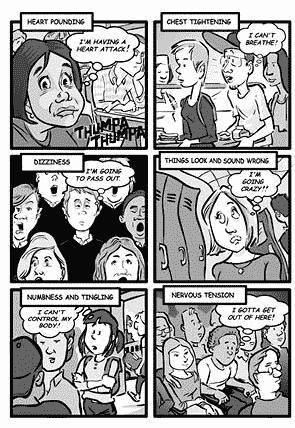 HEART POUNDING
I'M HAVING A
HEART ATTACK!
THUMPA
THUMPA
CHEST TIGHTENING
I CAN'T
BREATHE!
DIZZINESS
I'M GOING
TO PASS OUT.
THINGS LOOK AND SOUND WRONG
I'M
GOING
CRAZY!!
NUMBNESS AND TINGLING
I CAN'T
CONTROL MY
BODY!
NERVOUS TENSION
I GOTTA GET
OUT OF HERE!